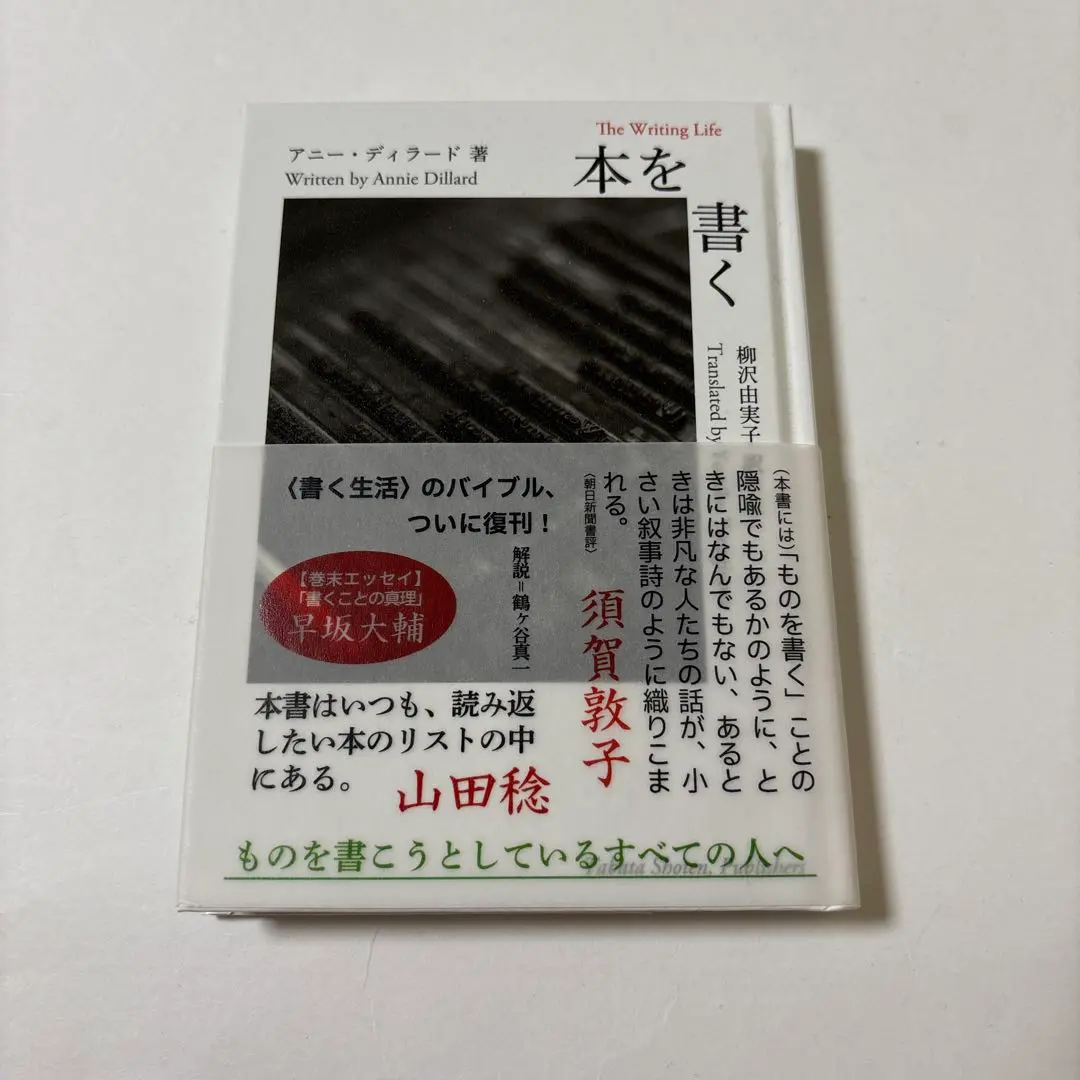 The Writing Life
アニー・ディラード 著
Written by Annie Dillard
本を
書く
柳沢由実子
Translated by
(本書には)「ものを書く」ことの
隠喩でもあるかのように、と
きにはなんでもない、あると
きは非凡な人たちの話が、小
さい叙事詩のように織りこま
れる。
〈朝日新聞書評〉
須賀敦子
〈書く生活〉のバイブル、
ついに復刊!
解説=鶴ヶ谷真一
【巻末エッセイ】
「書くことの真理」
早坂大輔
本書はいつも、読み返
したい本のリストの中
にある。
山田稔
ものを書こうとしているすべての人へ
Tabata Shoten, Publishers